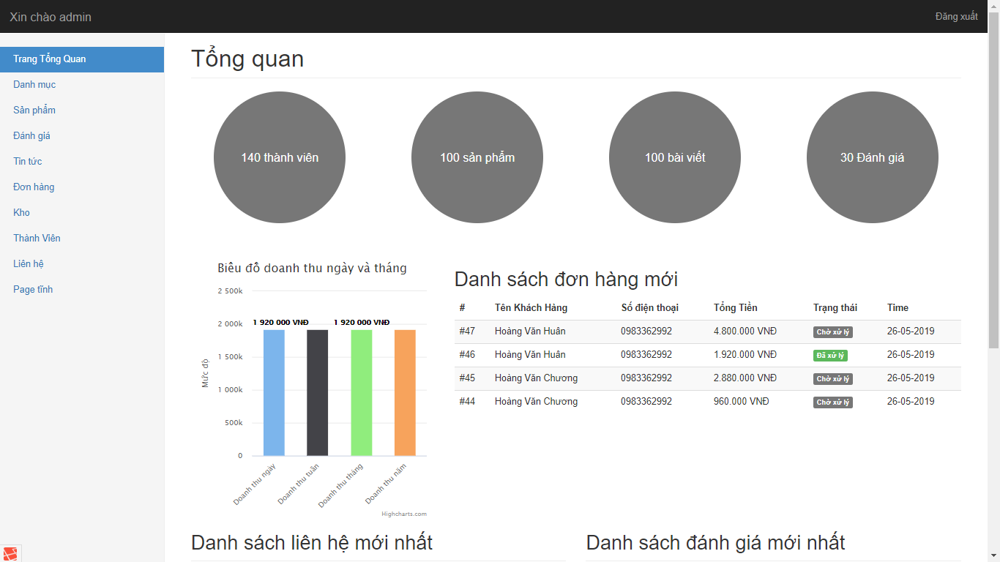 Xin chào admin
Đăng xuất
Trang Tổng Quan
Danh mục
Sản phẩm
Đánh giá
Tin tức
Đơn hàng
Kho
Thành Viên
Liên hệ
Page tĩnh
Tổng quan
140 thành viên
100 sản phẩm
100 bài viết
30 Đánh giá
Biểu đồ doanh thu ngày và tháng
2 500k
2 000k
1 500k
1 000k
500k
0
Mức độ
1 920 000 VNĐ
1 920 000 VNĐ
Doanh thu ngày
Doanh thu tuần
Doanh thu tháng
Doanh thu năm
Highcharts.com
Danh sách đơn hàng mới
# Tên Khách Hàng Số điện thoại Tổng Tiền Trạng thái Time
#47 Hoàng Văn Huân 0983362992 4.800.000 VNĐ Chờ xử lý 26-05-2019
#46 Hoàng Văn Huân 0983362992 1.920.000 VNĐ Đã xử lý 26-05-2019
#45 Hoàng Văn Chương 0983362992 2.880.000 VNĐ Chờ xử lý 26-05-2019
#44 Hoàng Văn Chương 0983362992 960.000 VNĐ Chờ xử lý 26-05-2019
Danh sách liên hệ mới nhất
Danh sách đánh giá mới nhất